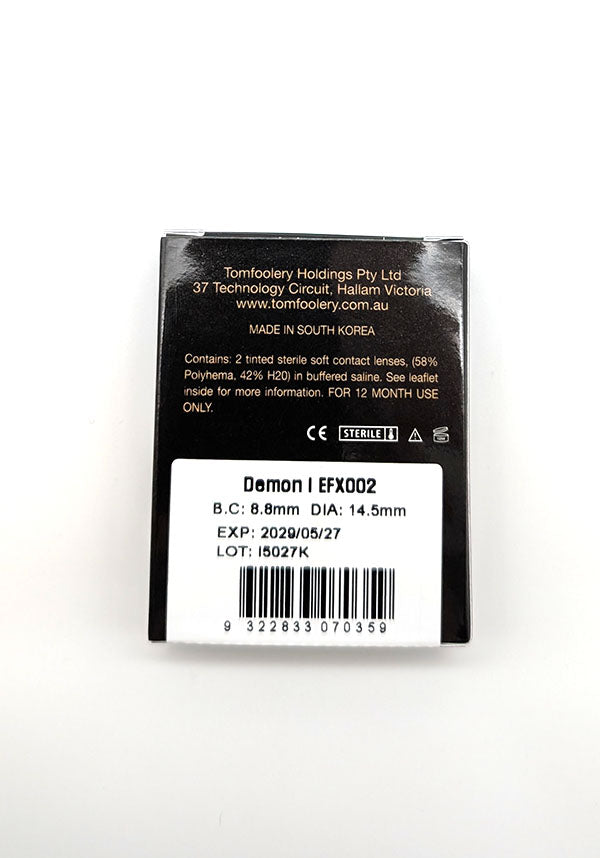 Tomfoolery Holdings Pty Ltd
37 Technology Circuit, Hallam Victoria
www.tomfoolery.com.au
MADE IN SOUTH KOREA
Contains: 2 tinted sterile soft contact lenses, (58%
Polyhema, 42% H20) in buffered saline. See leaflet
inside for more information. FOR 12 MONTH USE
ONLY.
CE STERILE
Demon I EFX002
B.C: 8.8mm DIA: 14.5mm
EXP: 2029/05/27
LOT: I5027K
9 322833 070359